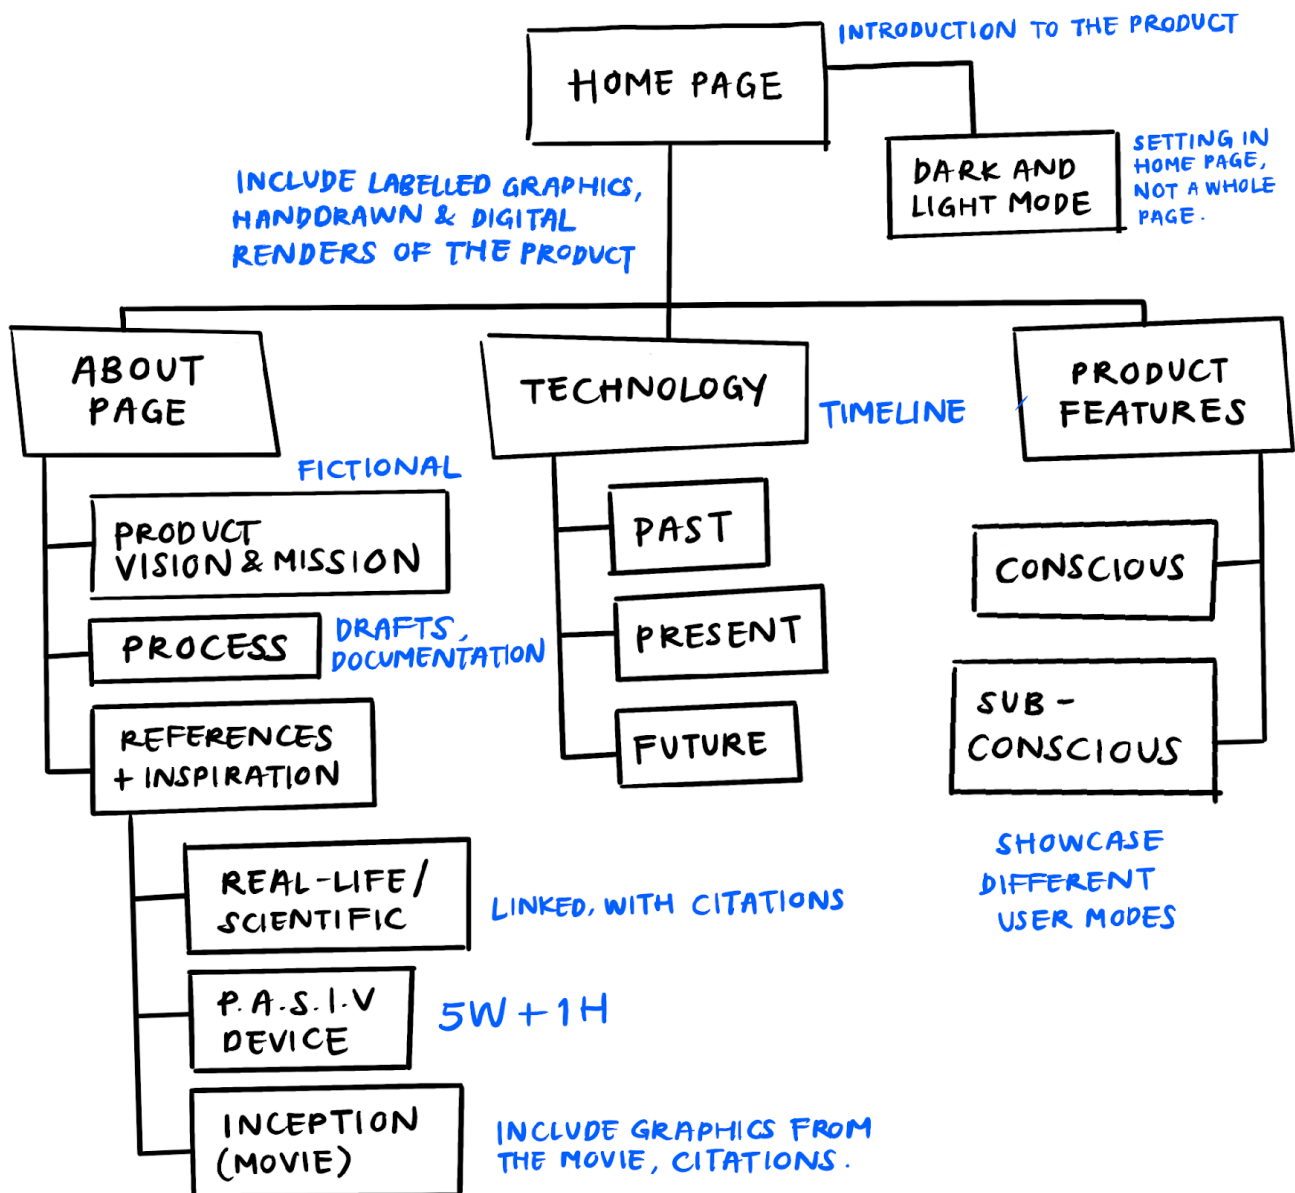 INTRODUCTION TO THE PRODUCT
HOME PAGE
SETTING IN
HOME PAGE,
NOT A WHOLE
PAGE.
DARK AND
LIGHT MODE
INCLUDE LABELLED GRAPHICS,
HANDDRAWN & DIGITAL
RENDERS OF THE PRODUCT
ABOUT
PAGE
FICTIONAL
PRODUCT
VISION & MISSION
PROCESS
DRAFTS,
DOCUMENTATION
REFERENCES
+ INSPIRATION
REAL-LIFE/
SCIENTIFIC
LINKED, WITH CITATIONS
P.A.S.I.V
DEVICE
5W+1H
INCEPTION
(MOVIE)
INCLUDE GRAPHICS FROM
THE MOVIE, CITATIONS.
TECHNOLOGY
TIMELINE
PAST
PRESENT
FUTURE
PRODUCT
FEATURES
CONSCIOUS
SUB-
CONSCIOUS
SHOWCASE
DIFFERENT
USER MODES